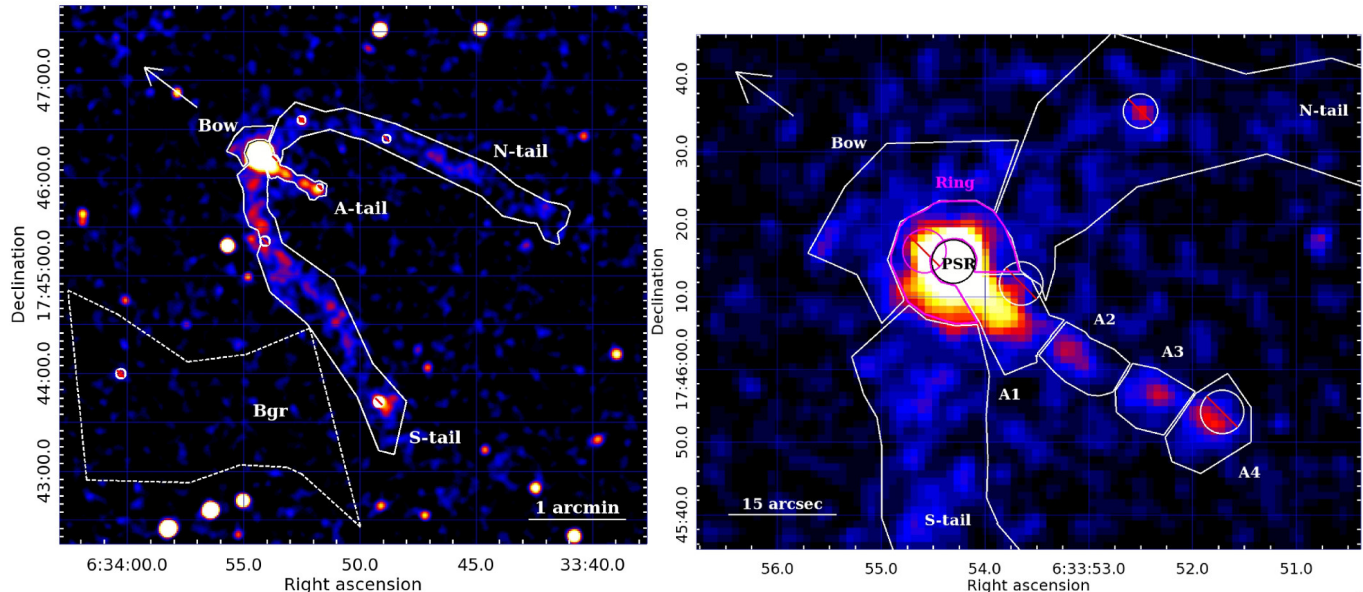 47:00.0
46:00.0
17:45:00.0
44:00.0
43:00.0
Declination
Bow
N-tail
A-tail
Bgr
S-tail
1 arcmin
6:34:00.0
55.0
50.0
45.0
33:40.0
Right ascension
40.0
30.0
20.0
10.0
17:46:00.0
50.0
45:40.0
Declination
Bow
Ring
N-tail
PSR
A2
A3
A1
A4
15 arcsec
S-tail
56.0
55.0
54.0
6:33:53.0
52.0
51.0
Right ascension